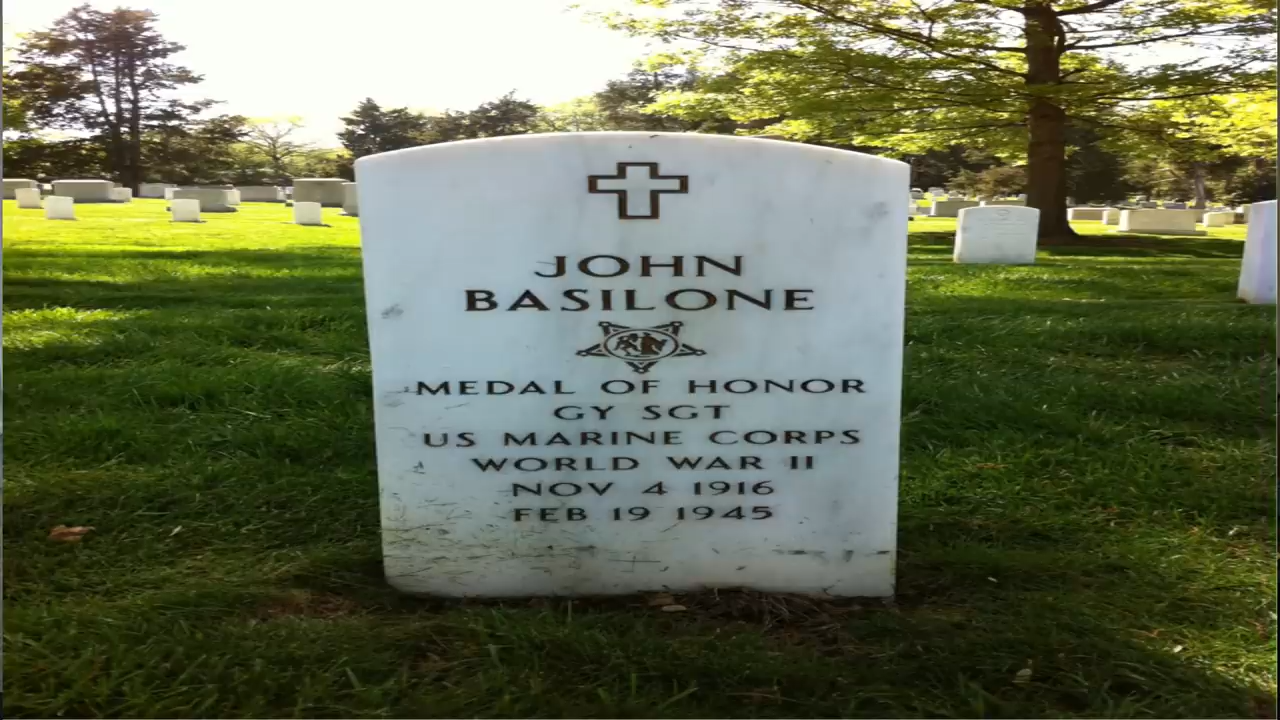 JOHN
BASILONE
MEDAL OF HONOR
GY SGT
US MARINE CORPS
WORLD WAR II
NOV 4 1916
FEB 19 1945